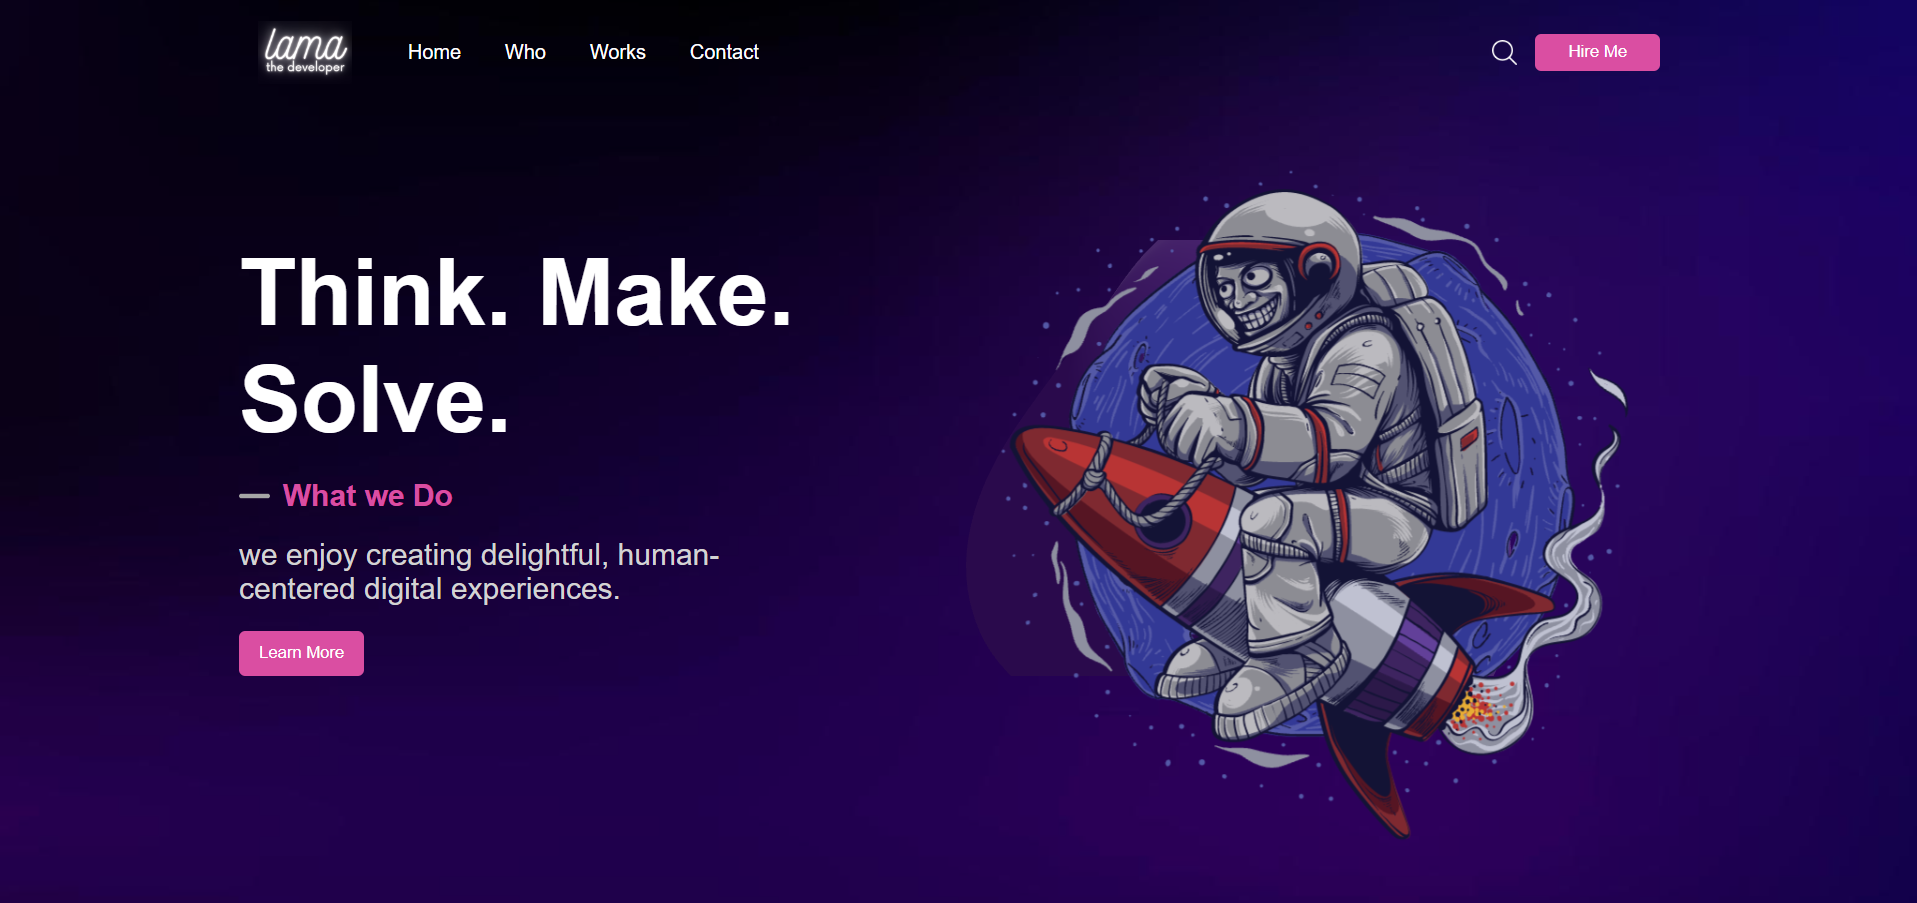 lama
the developer
Home Who Works Contact
Hire Me
Think. Make.
Solve.
What we Do
we enjoy creating delightful, human-
centered digital experiences.
Learn More